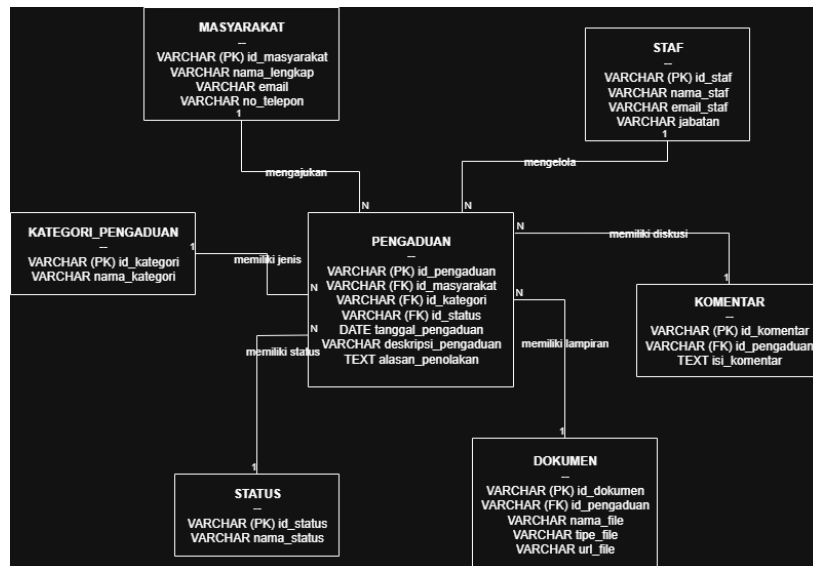 MASYARAKAT
--
VARCHAR (PK) id_masyarakat
VARCHAR nama_lengkap
VARCHAR email
VARCHAR no_telepon
1
STAF
--
VARCHAR (PK) id_staf
VARCHAR nama_staf
VARCHAR email_staf
VARCHAR jabatan
1
mengajukan
mengelola
N
N
KATEGORI_PENGADUAN
--
VARCHAR (PK) id_kategori
VARCHAR nama_kategori
1
memiliki jenis
N
PENGADUAN
--
VARCHAR (PK) id_pengaduan
VARCHAR (FK) id_masyarakat
VARCHAR (FK) id_kategori
VARCHAR (FK) id_status
DATE tanggal_pengaduan
VARCHAR deskripsi_pengaduan
TEXT alasan_penolakan
N
memiliki diskusi
1
KOMENTAR
--
VARCHAR (PK) id_komentar
VARCHAR (FK) id_pengaduan
TEXT isi_komentar
N
memiliki status
1
N
memiliki lampiran
1
STATUS
--
VARCHAR (PK) id_status
VARCHAR nama_status
DOKUMEN
--
VARCHAR (PK) id_dokumen
VARCHAR (FK) id_pengaduan
VARCHAR nama_file
VARCHAR tipe_file
VARCHAR url_file